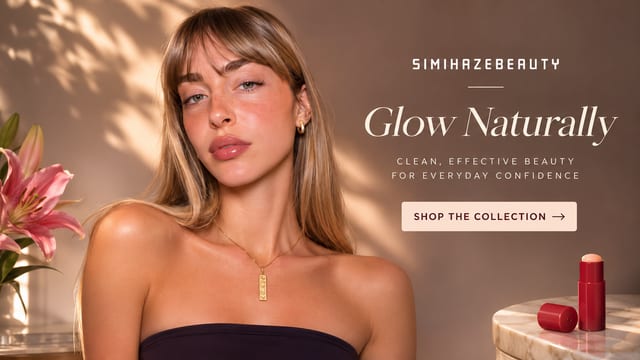 SIMIHAZEBEAUTY
Glow Naturally
CLEAN, EFFECTIVE BEAUTY
FOR EVERYDAY CONFIDENCE
SHOP THE COLLECTION →